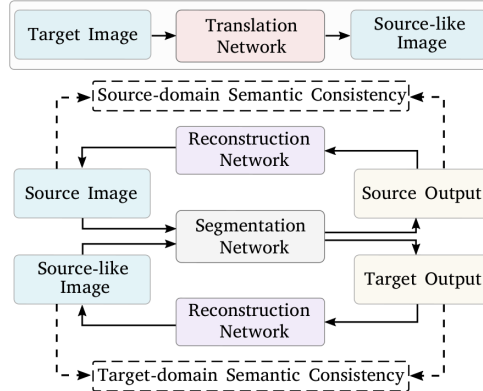 Target Image
Translation
Network
Source-like
Image
Source-domain Semantic Consistency
Reconstruction
Network
Source Image
Source Output
Segmentation
Network
Source-like
Image
Target Output
Reconstruction
Network
Target-domain Semantic Consistency